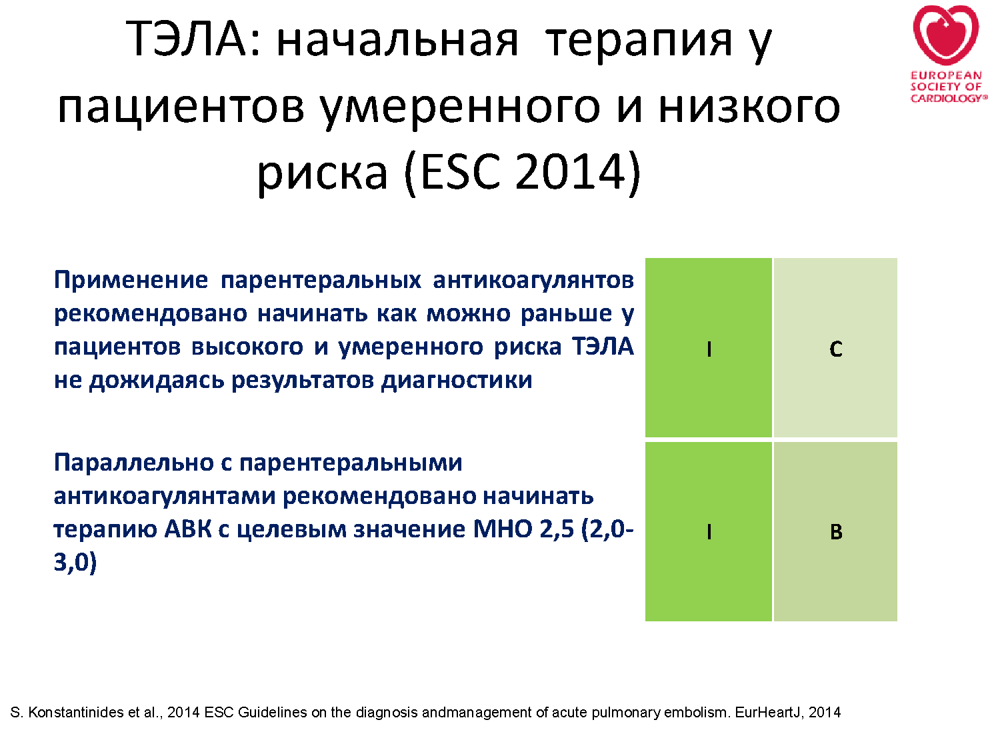 ТЭЛА: начальная терапия у
пациентов умеренного и низкого
риска (ESC 2014)
EUROPEAN
SOCIETY OF
CARDIOLOGY®
Применение парентеральных антикоагулянтов
рекомендовано начинать как можно раньше у
пациентов высокого и умеренного риска ТЭЛА
не дожидаясь результатов диагностики
I
C
Параллельно с парентеральными
антикоагулянтами рекомендовано начинать
терапию АВК с целевым значение МНО 2,5 (2,0-
3,0)
I
B
S. Konstantinides et al., 2014 ESC Guidelines on the diagnosis andmanagement of acute pulmonary embolism. EurHeartJ, 2014